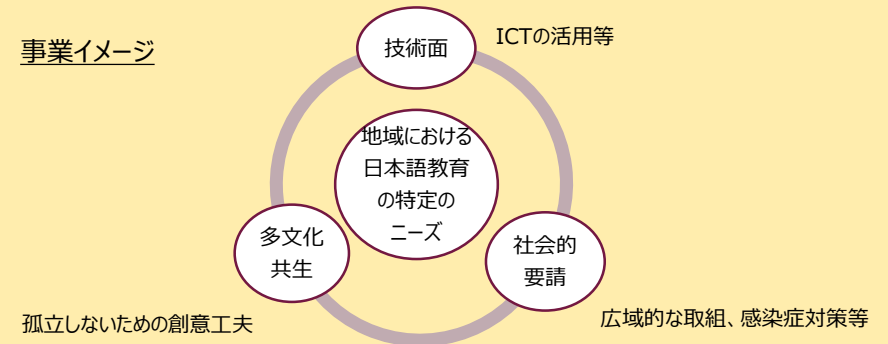 事業イメージ
技術面
ICTの活用等
地域における
日本語教育
の特定の
ニーズ
多文化
共生
社会的
要請
孤立しないための創意工夫
広域的な取組、感染症対策等